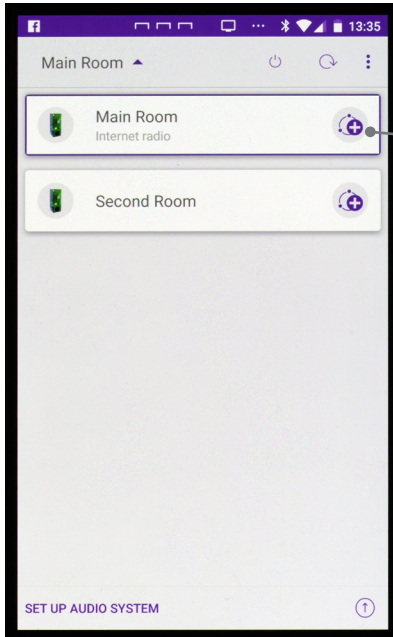 13:35
Main Room
Main Room
Internet radio
Second Room
SET UP AUDIO SYSTEM